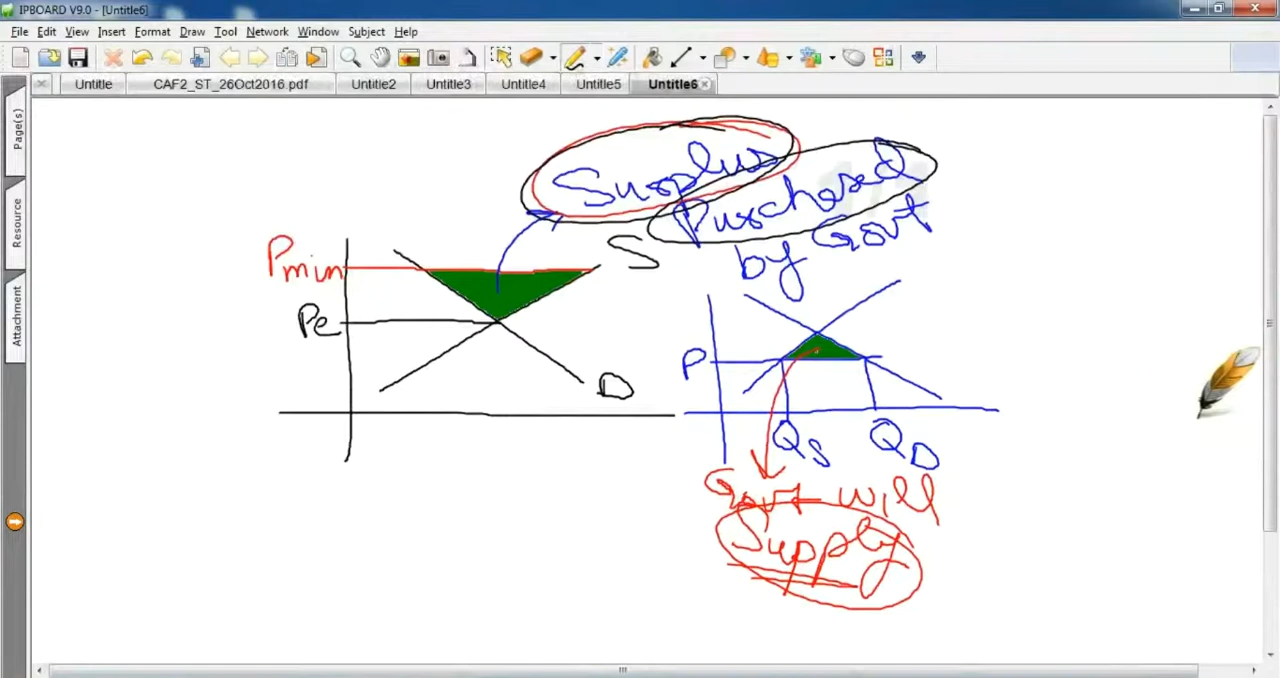 IPBOARD V9.0 - [Untitle6]
File Edit View Insert Format Draw Tool Network Window Subject Help
Untitle CAF2_ST_26Oct2016.pdf Untitle2 Untitle3 Untitle4 Untitle5 Untitle6
Page(s)
Resource
Attachment
Surplus
Purchased
by Govt
Pmin
S
Pe
D
P
QS QD
Govt will
Supply